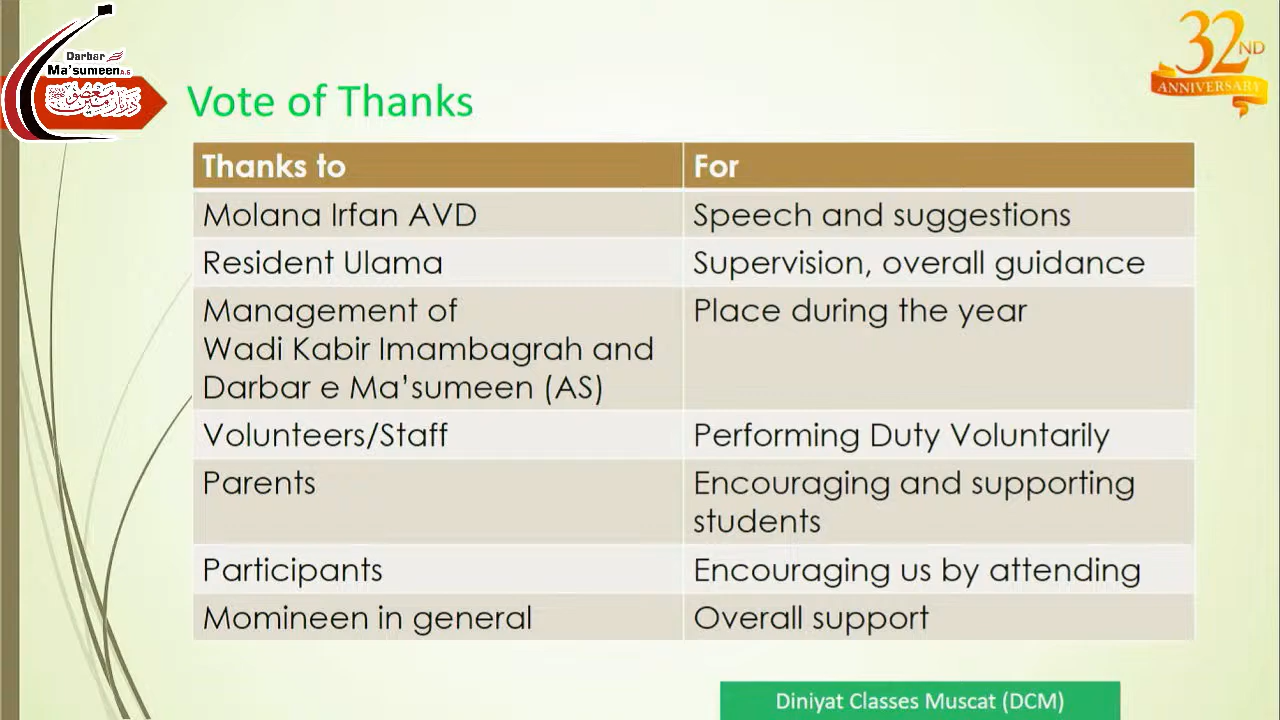 Darbar
Ma'sumeen A.S
32ND
ANNIVERSARY
Vote of Thanks
Thanks to For
Molana Irfan AVD Speech and suggestions
Resident Ulama Supervision, overall guidance
Management of Place during the year
Wadi Kabir Imambagrah and
Darbar e Ma’sumeen (AS)
Volunteers/Staff Performing Duty Voluntarily
Parents Encouraging and supporting
students
Participants Encouraging us by attending
Momineen in general Overall support
Diniyat Classes Muscat (DCM)